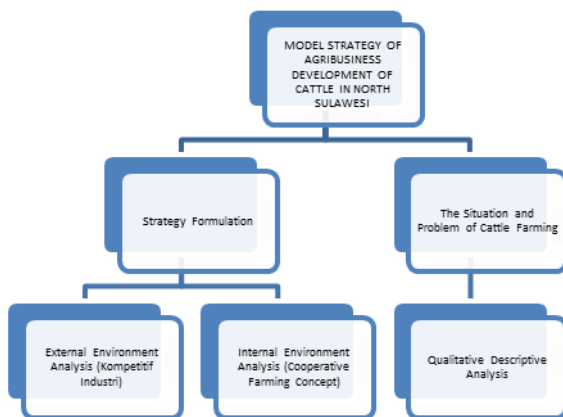 MODEL STRATEGY OF
AGRIBUSINESS
DEVELOPMENT OF
CATTLE IN NORTH
SULAWESI
Strategy Formulation
The Situation and
Problem of Cattle Farming
External Environment
Analysis (Kompetitif
Industri)
Internal Environment
Analysis (Cooperative
Farming Concept)
Qualitative Descriptive
Analysis